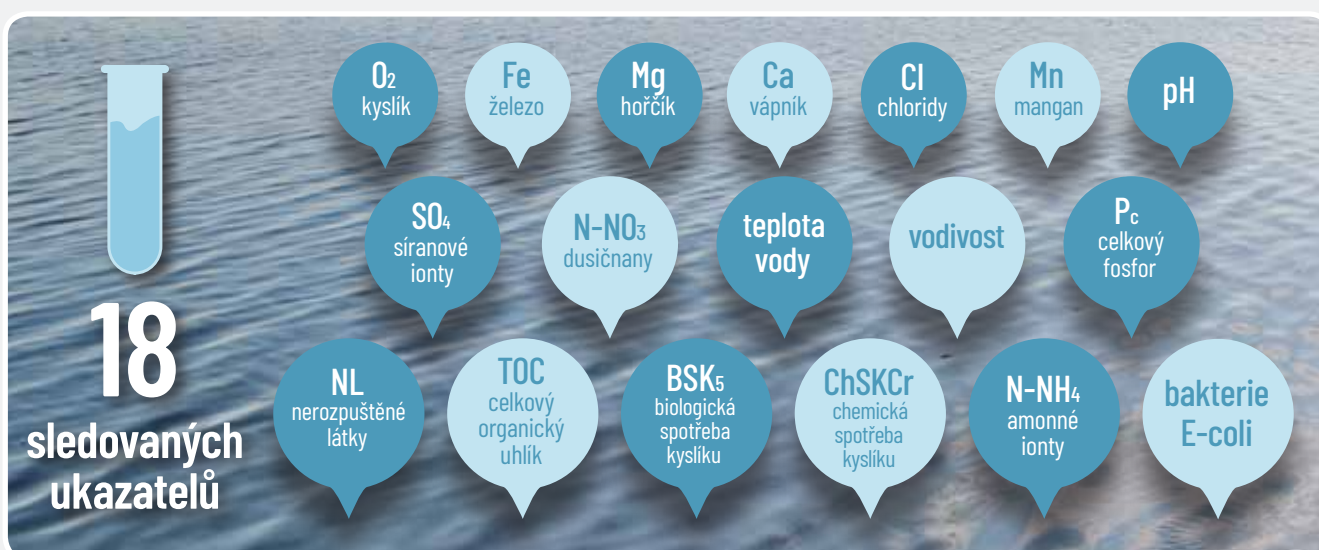 O2
kyslík
Fe
železo
Mg
hořčík
Ca
vápník
Cl
chloridy
Mn
mangan
pH
SO4
síranové
ionty
N-NO3
dusičnany
teplota
vody
vodivost
Pc
celkový
fosfor
18
sledovaných
ukazatelů
NL
nerozpuštěné
látky
TOC
celkový
organický
uhlík
BSK5
biologická
spotřeba
kyslíku
ChSKCr
chemická
spotřeba
kyslíku
N-NH4
amonné
ionty
bakterie
E-coli